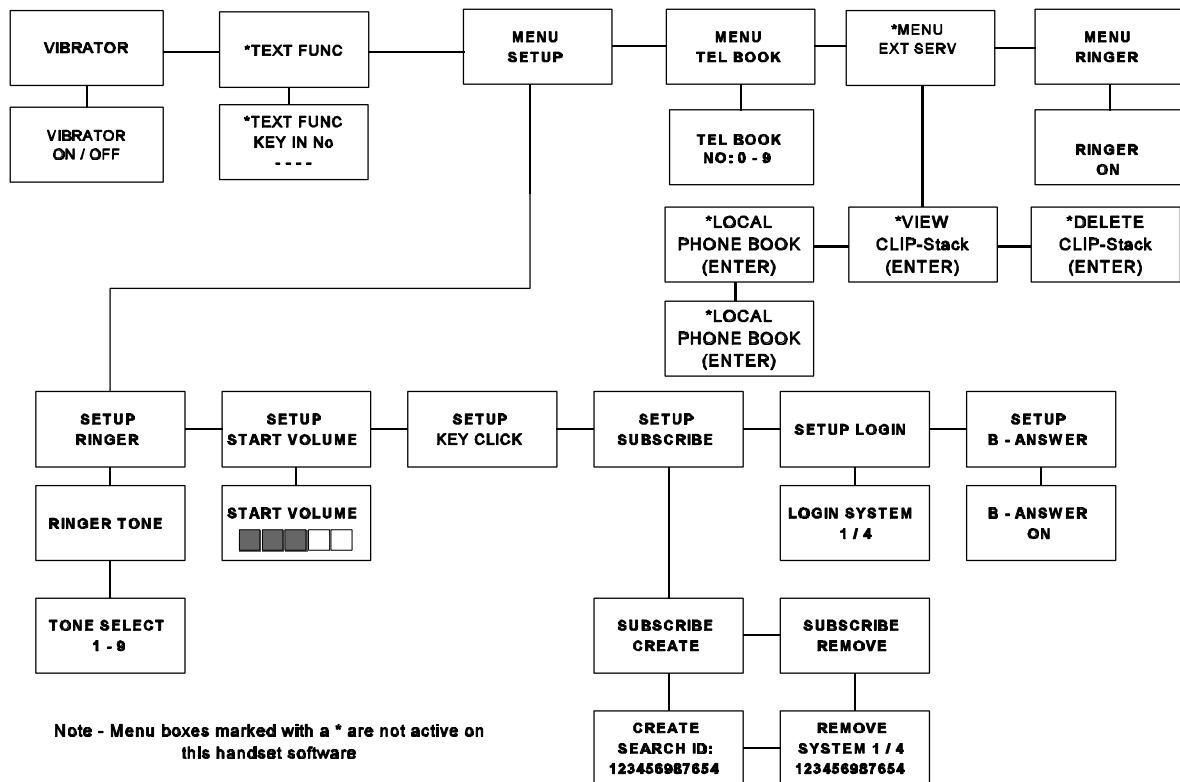 VIBRATOR
*TEXT FUNC
MENU
SETUP
MENU
TEL BOOK
*MENU
EXT SERV
MENU
RINGER
VIBRATOR
ON / OFF
*TEXT FUNC
KEY IN No
- - - -
TEL BOOK
NO: 0 - 9
RINGER
ON
*LOCAL
PHONE BOOK
(ENTER)
*VIEW
CLIP-Stack
(ENTER)
*DELETE
CLIP-Stack
(ENTER)
*LOCAL
PHONE BOOK
(ENTER)
SETUP
RINGER
SETUP
START VOLUME
SETUP
KEY CLICK
SETUP
SUBSCRIBE
SETUP LOGIN
SETUP
B - ANSWER
RINGER TONE
START VOLUME
LOGIN SYSTEM
1 / 4
B - ANSWER
ON
TONE SELECT
1 - 9
SUBSCRIBE
CREATE
SUBSCRIBE
REMOVE
CREATE
SEARCH ID:
123456987654
REMOVE
SYSTEM 1 / 4
123456987654
Note - Menu boxes marked with a * are not active on
this handset software